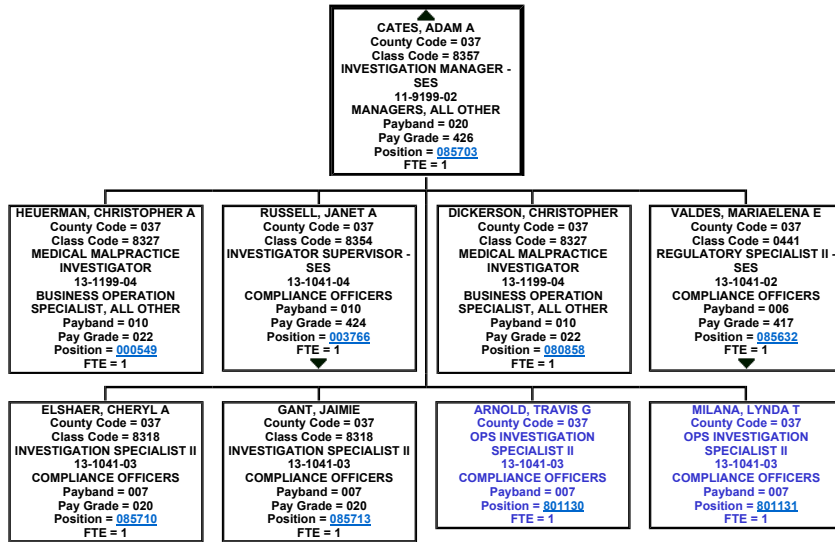 CATES, ADAM A
County Code = 037
Class Code = 8357
INVESTIGATION MANAGER -
SES
11-9199-02
MANAGERS, ALL OTHER
Payband = 020
Pay Grade = 426
Position = 085703
FTE = 1
HEUERMAN, CHRISTOPHER A
County Code = 037
Class Code = 8327
MEDICAL MALPRACTICE
INVESTIGATOR
13-1199-04
BUSINESS OPERATION
SPECIALIST, ALL OTHER
Payband = 010
Pay Grade = 022
Position = 000549
FTE = 1
RUSSELL, JANET A
County Code = 037
Class Code = 8354
INVESTIGATOR SUPERVISOR -
SES
13-1041-04
COMPLIANCE OFFICERS
Payband = 010
Pay Grade = 424
Position = 003766
FTE = 1
DICKERSON, CHRISTOPHER
County Code = 037
Class Code = 8327
MEDICAL MALPRACTICE
INVESTIGATOR
13-1199-04
BUSINESS OPERATION
SPECIALIST, ALL OTHER
Payband = 010
Pay Grade = 022
Position = 080858
FTE = 1
VALDES, MARIAELENA E
County Code = 037
Class Code = 0441
REGULATORY SPECIALIST II -
SES
13-1041-02
COMPLIANCE OFFICERS
Payband = 006
Pay Grade = 417
Position = 085632
FTE = 1
ELSHAER, CHERYL A
County Code = 037
Class Code = 8318
INVESTIGATION SPECIALIST II
13-1041-03
COMPLIANCE OFFICERS
Payband = 007
Pay Grade = 020
Position = 085710
FTE = 1
GANT, JAIMIE
County Code = 037
Class Code = 8318
INVESTIGATION SPECIALIST II
13-1041-03
COMPLIANCE OFFICERS
Payband = 007
Pay Grade = 020
Position = 085713
FTE = 1
ARNOLD, TRAVIS G
County Code = 037
OPS INVESTIGATION
SPECIALIST II
13-1041-03
COMPLIANCE OFFICERS
Payband = 007
Position = 801130
FTE = 1
MILANA, LYNDA T
County Code = 037
OPS INVESTIGATION
SPECIALIST II
13-1041-03
COMPLIANCE OFFICERS
Payband = 007
Position = 801131
FTE = 1